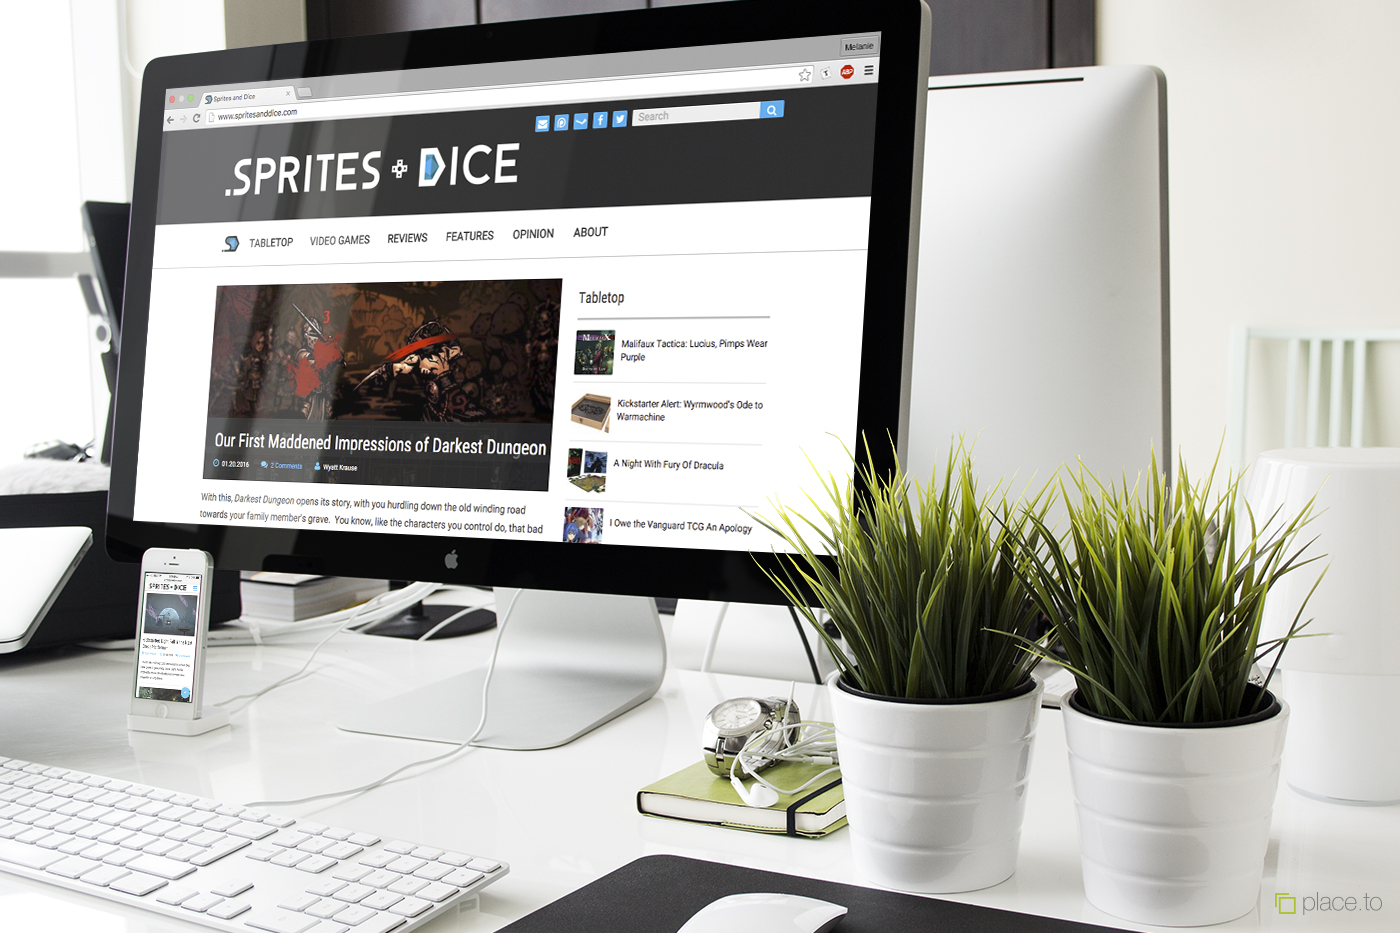 Melanie
Sprites and Dice
www.spritesanddice.com
ABP
Search
SPRITES + DICE
TABLETOP VIDEO GAMES REVIEWS FEATURES OPINION ABOUT
3
Our First Maddened Impressions of Darkest Dungeon
01.20.2016 2 Comments Wyatt Krause
With this, Darkest Dungeon opens its story, with you hurdling down the old winding road
towards your family member's grave. You know, like the characters you control do, that bad
Tabletop
Malifaux Tactica: Lucius, Pimps Wear
Purple
Kickstarter Alert: Wyrmwood's Ode to
Warmachine
A Night With Fury Of Dracula
I Owe the Vanguard TCG An Apology
SPRITES + DICE
place.to